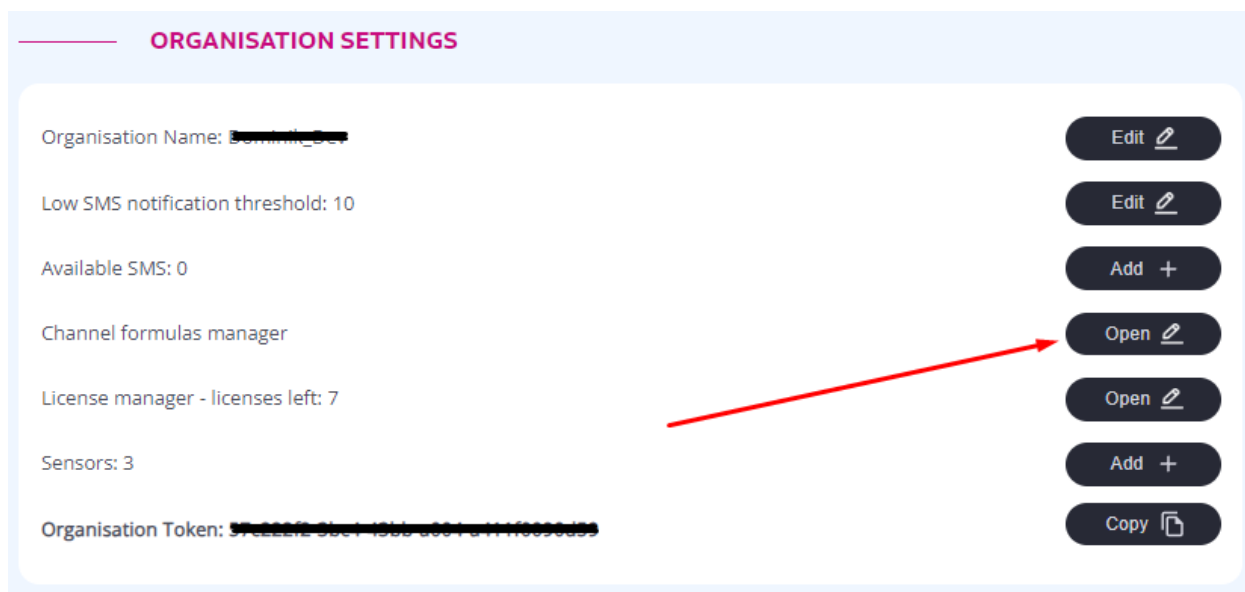 ORGANISATION SETTINGS
Organisation Name:
Edit
Low SMS notification threshold: 10
Edit
Available SMS: 0
Add +
Channel formulas manager
Open
License manager - licenses left: 7
Open
Sensors: 3
Add +
Organisation Token:
Copy